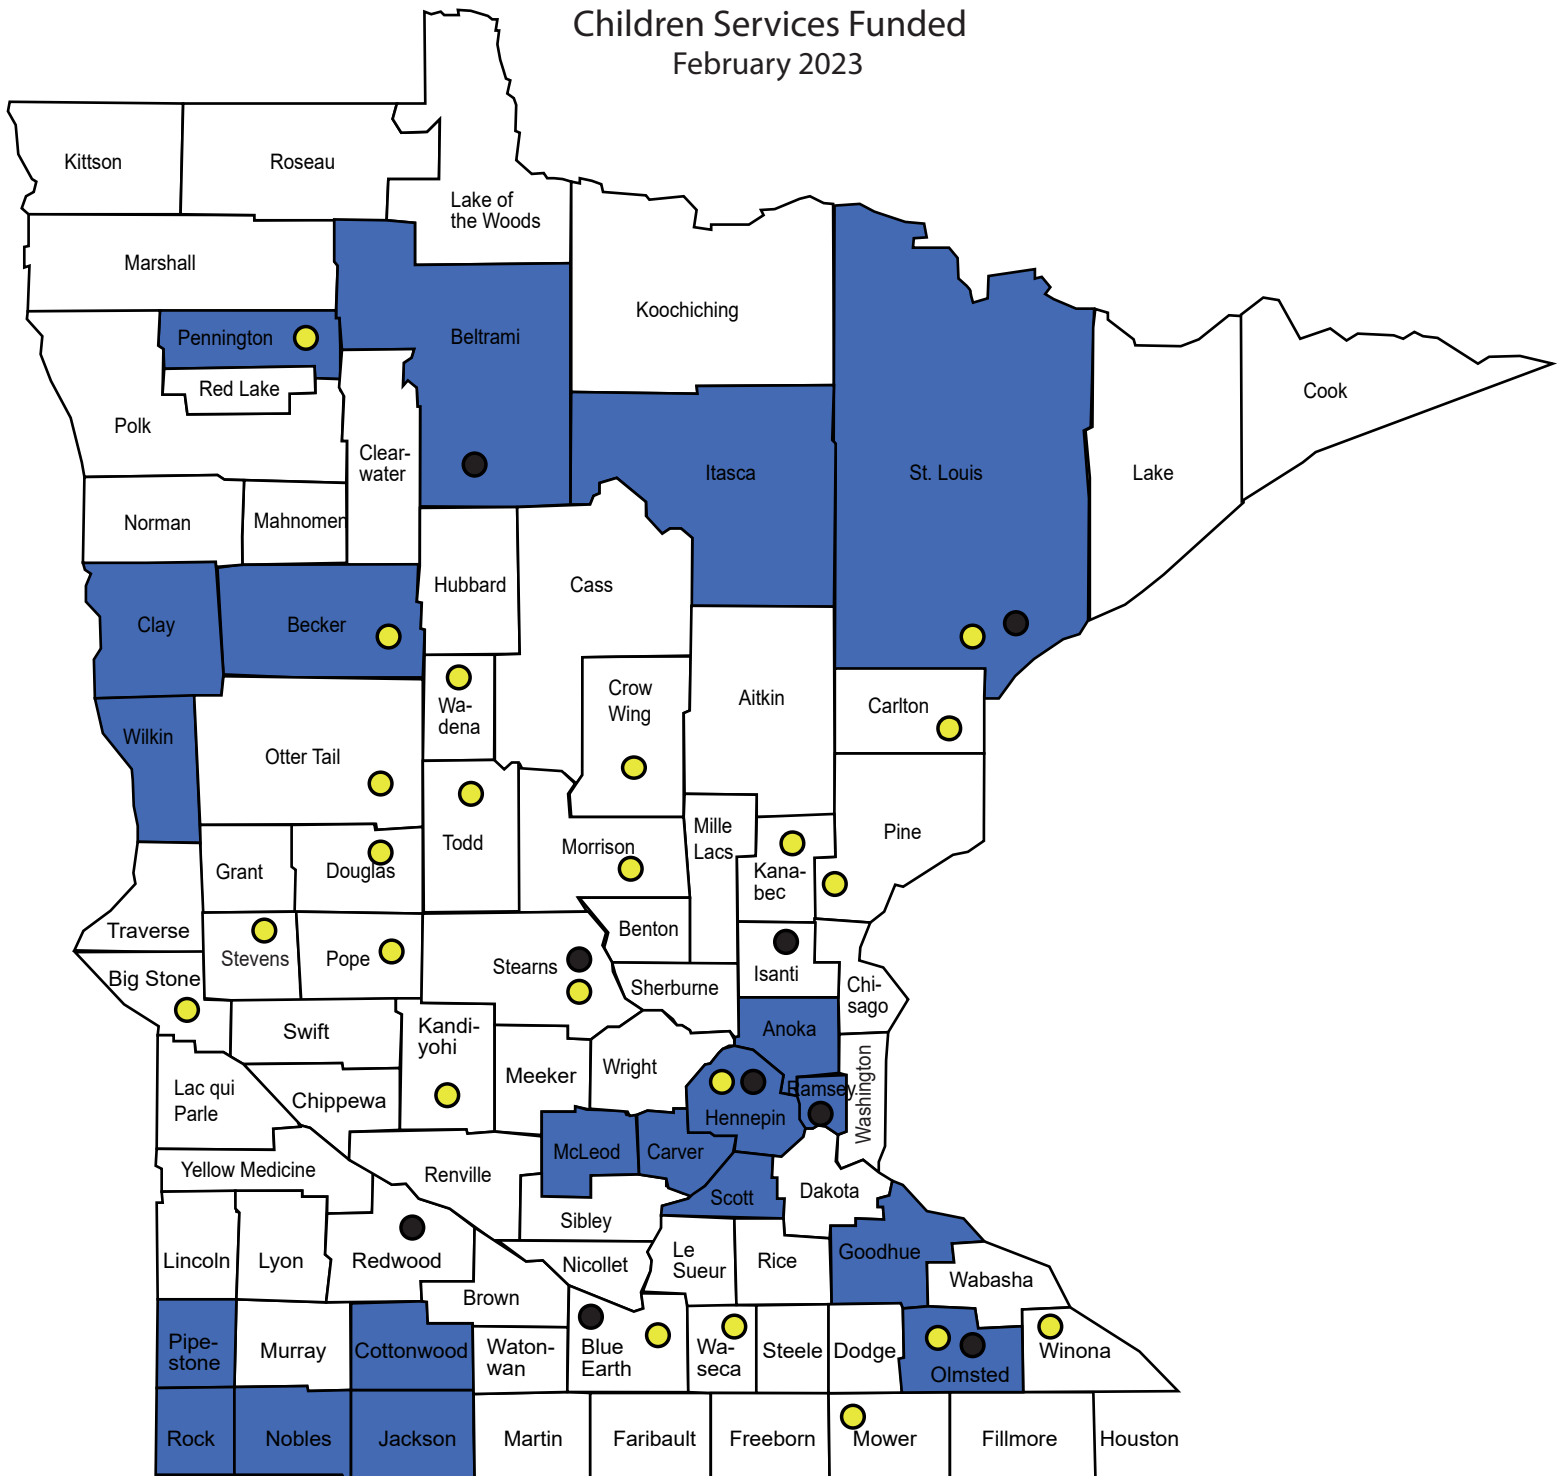 Children Services Funded
February 2023
Kittson
Roseau
Lake of
the Woods
Marshall
Koochiching
Pennington
Beltrami
Red Lake
Cook
Polk
Clear-
water
Itasca
St. Louis
Lake
Norman
Mahnomen
Hubbard
Cass
Clay
Becker
Crow
Wing
Wa-
dena
Aitkin
Carlton
Wilkin
Otter Tail
Mille
Lacs
Pine
Todd
Morrison
Grant
Douglas
Kana-
bec
Traverse
Benton
Stevens
Pope
Stearns
Isanti
Big Stone
Sherburne
Chi-
sago
Swift
Kandi-
yohi
Anoka
Wright
Meeker
Washington
Lac qui
Parle
Chippewa
Ramsey
Hennepin
McLeod
Carver
Yellow Medicine
Renville
Scott
Dakota
Sibley
Lincoln
Lyon
Redwood
Nicollet
Le
Sueur
Rice
Goodhue
Wabasha
Brown
Pipe-
stone
Murray
Cottonwood
Waton-
wan
Blue
Earth
Wa-
seca
Steele
Dodge
Olmsted
Winona
Rock
Nobles
Jackson
Martin
Faribault
Freeborn
Mower
Fillmore
Houston